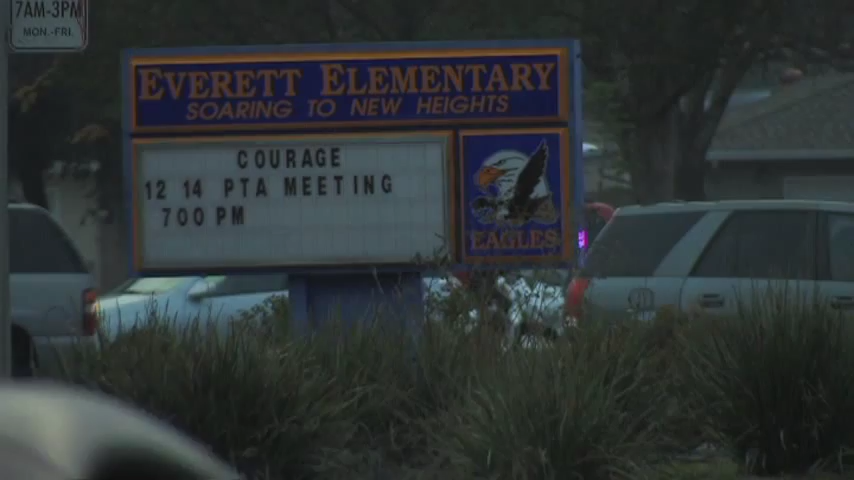 7AM-3PM
MON.-FRI.
EVERETT ELEMENTARY
SOARING TO NEW HEIGHTS
COURAGE
12 14 PTA MEETING
700 PM
EAGLES